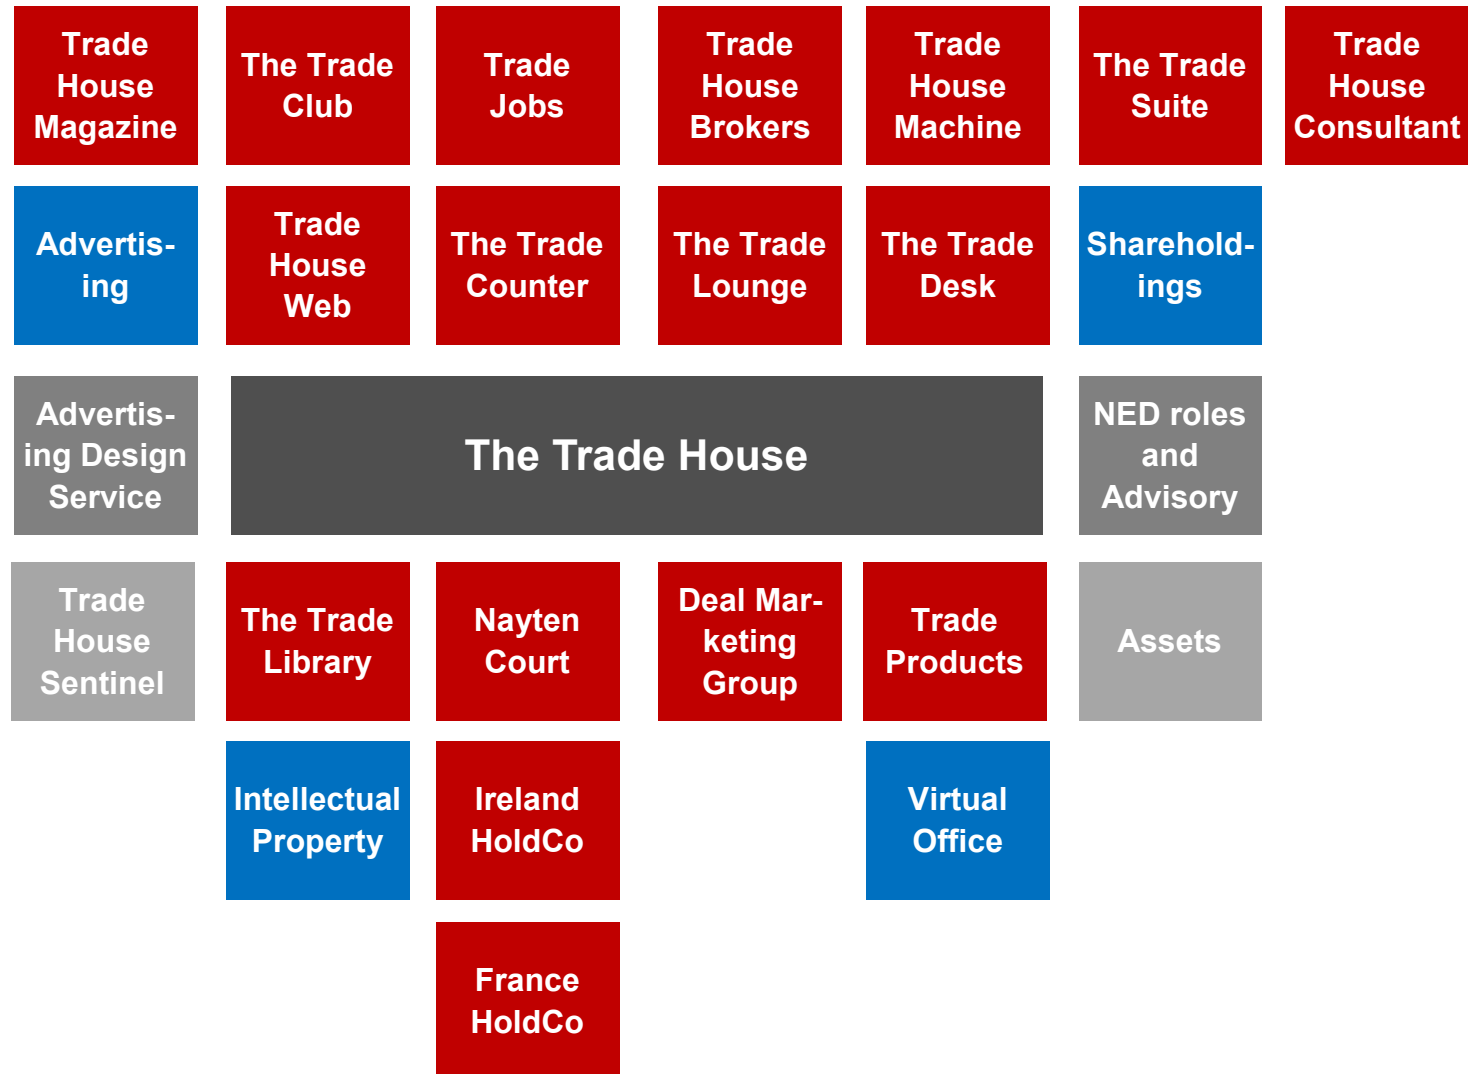 Trade
House
Magazine
The Trade
Club
Trade
Jobs
Trade
House
Brokers
Trade
House
Machine
The Trade
Suite
Trade
House
Consultant
Advertis-
ing
Trade
House
Web
The Trade
Counter
The Trade
Lounge
The Trade
Desk
Sharehold-
ings
Advertis-
ing Design
Service
The Trade House
NED roles
and
Advisory
Trade
House
Sentinel
The Trade
Library
Nayten
Court
Deal Mar-
keting
Group
Trade
Products
Assets
Intellectual
Property
Ireland
HoldCo
Virtual
Office
France
HoldCo